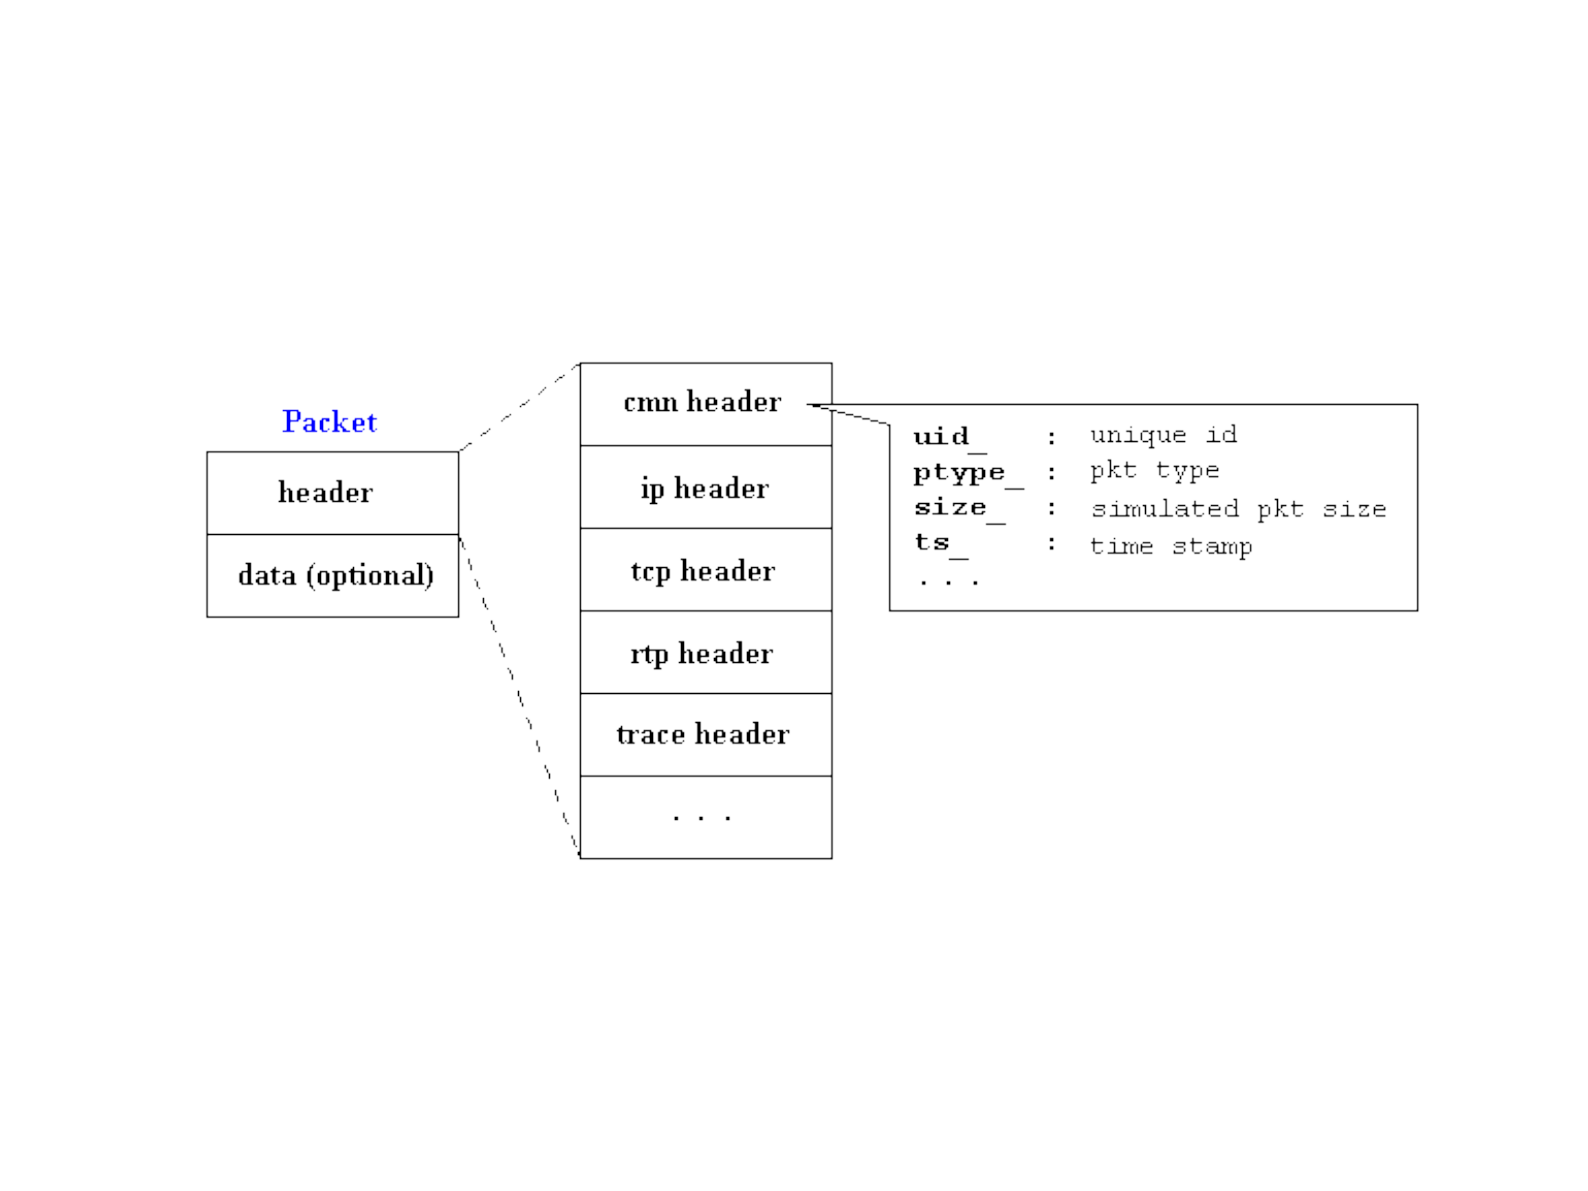 Packet
header
data (optional)
cmn header
ip header
tcp header
rtp header
trace header
. . .
uid_ : unique id
ptype_ : pkt type
size_ : simulated pkt size
ts_ : time stamp
. . .